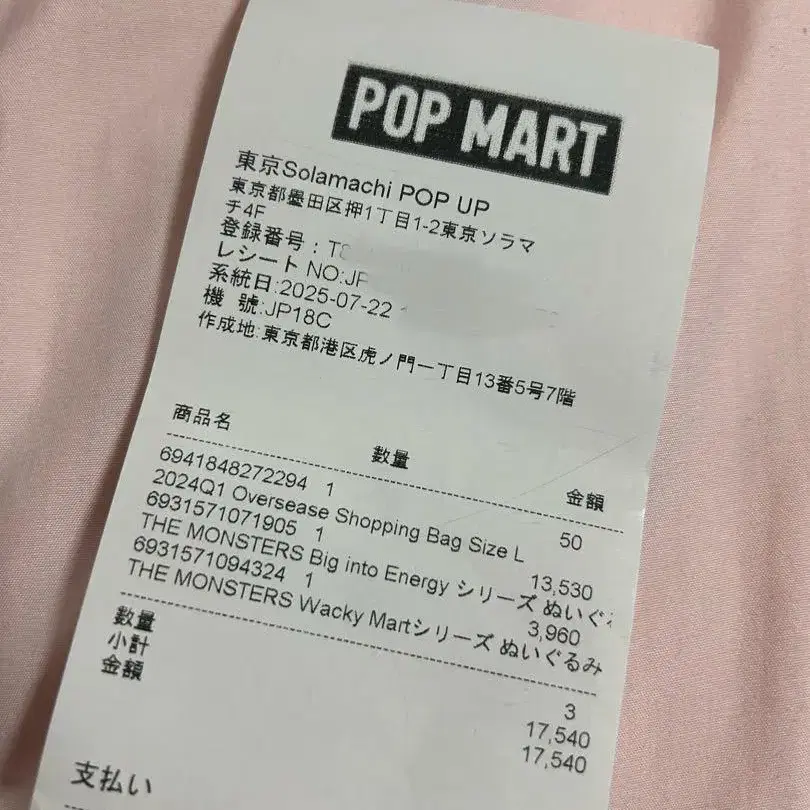 POP MART
東京Solamachi POP UP
東京都墨田区押1丁目1-2東京ソラマ
チ4F
登録番号：T
レシート NO:JP
系統日:2025-07-22
機 號:JP18C
作成地:東京都港区虎ノ門一丁目13番5号7階
商品名 数量 金額
6941848272294 1 50
2024Q1 Oversease Shopping Bag Size L
6931571071905 1 13,530
THE MONSTERS Big into Energy シリーズ ぬいぐ
6931571094324 1 3,960
THE MONSTERS Wacky Martシリーズ ぬいぐるみ
数量 3
小計 17,540
金額 17,540
支払い